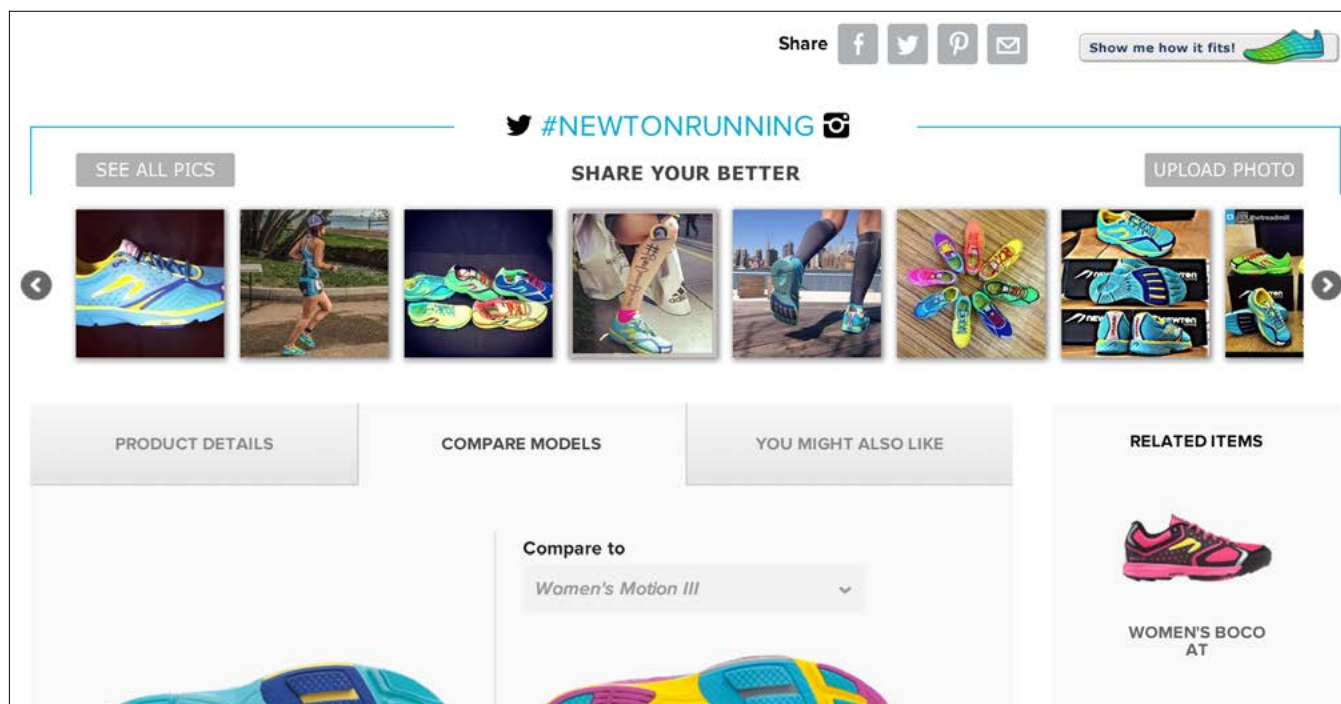 Share
Show me how it fits!
#NEWTONRUNNING
SEE ALL PICS
SHARE YOUR BETTER
UPLOAD PHOTO
thetreadmill
PRODUCT DETAILS
COMPARE MODELS
YOU MIGHT ALSO LIKE
RELATED ITEMS
Compare to
Women's Motion III
WOMEN'S BOCO
AT